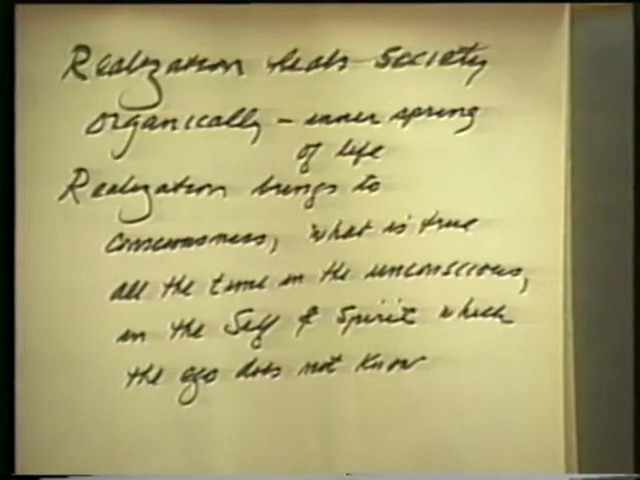 Realization heals society
organically – inner spring
of life
Realization brings to
consciousness, what is true
all the time in the unconscious,
in the Self & Spirit which
the ego does not know